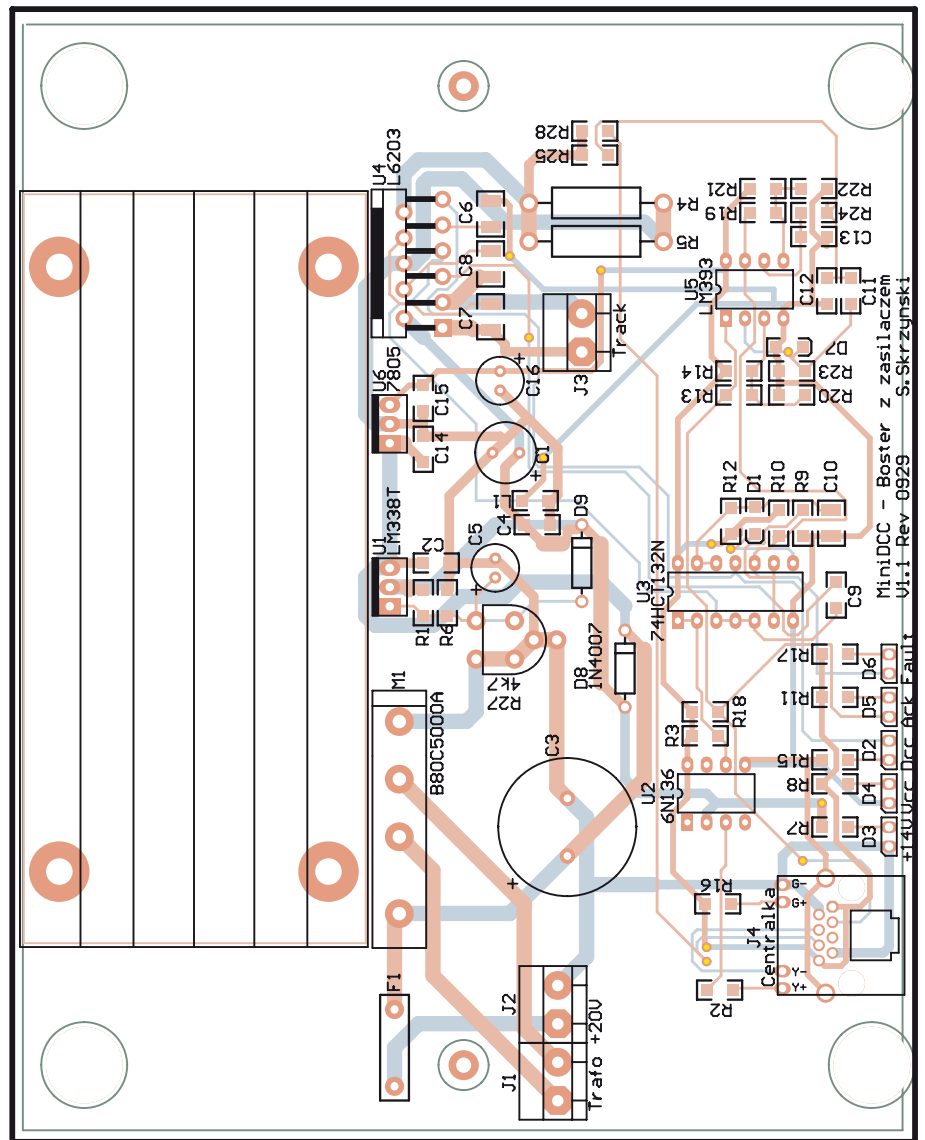 R28
R25
U4
L6203
C6
R4
R5
C8
C7
R21
R22
R19
R24
C13
U5
LM393
C12
C11
Track
J3
C16
U6
7805
C15
C14
C1
D7
R14
R23
R13
R20
MiniDCC - Boster z zasilaczem
V1.1 Rev 0929
S.Skrzynski
R12
D1
R10
R9
C10
L1
C4
D9
U1
LM338T
C2
C5
R1
R6
U3
74HCT132N
C9
R27
4k7
D8
1N4007
R17
D6
R11
D5
R3
R18
D2
R15
R8
D4
R7
D3
+14V Vcc Dcc Ack Fault
M1
B80C5000A
C3
U2
6N136
R16
G-
G+
J4
Centralka
Y-
Y+
R2
F1
J2
+20V
J1
Trafo